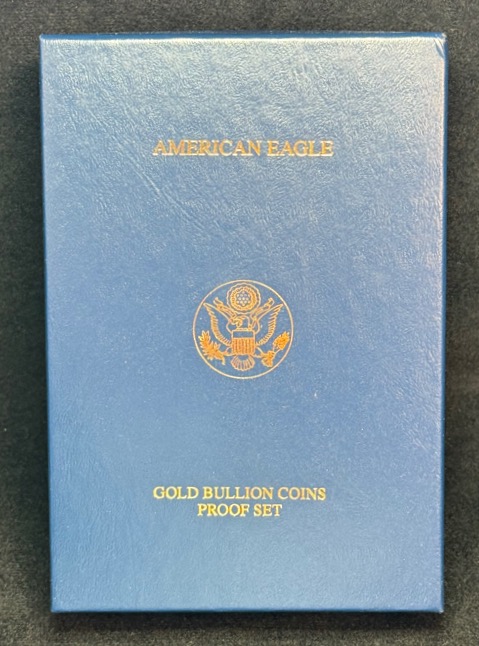 AMERICAN EAGLE
GOLD BULLION COINS
PROOF SET